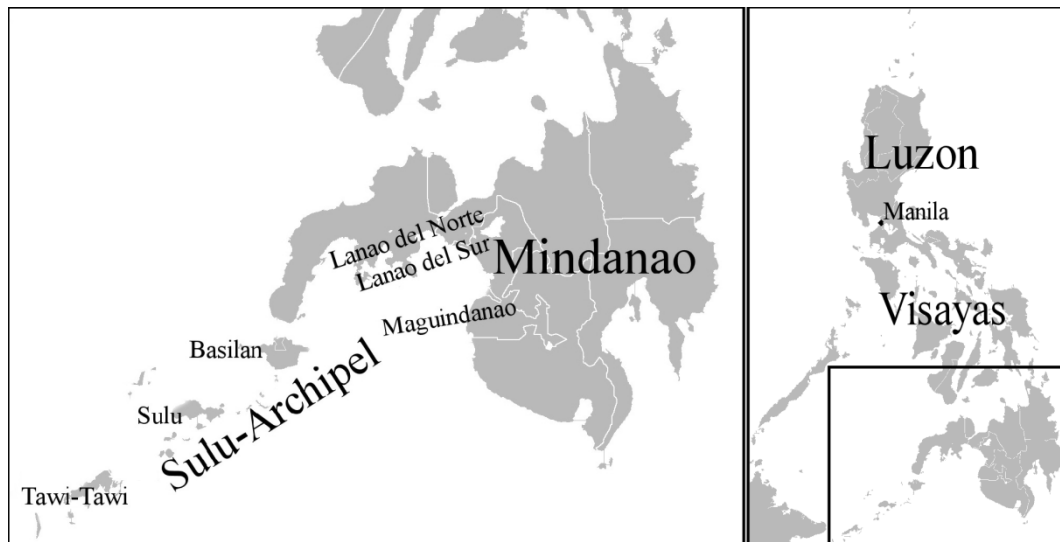 Lanao del Norte
Lanao del Sur
Mindanao
Maguindanao
Basilan
Sulu-Archipel
Sulu
Tawi-Tawi
Luzon
Manila
Visayas